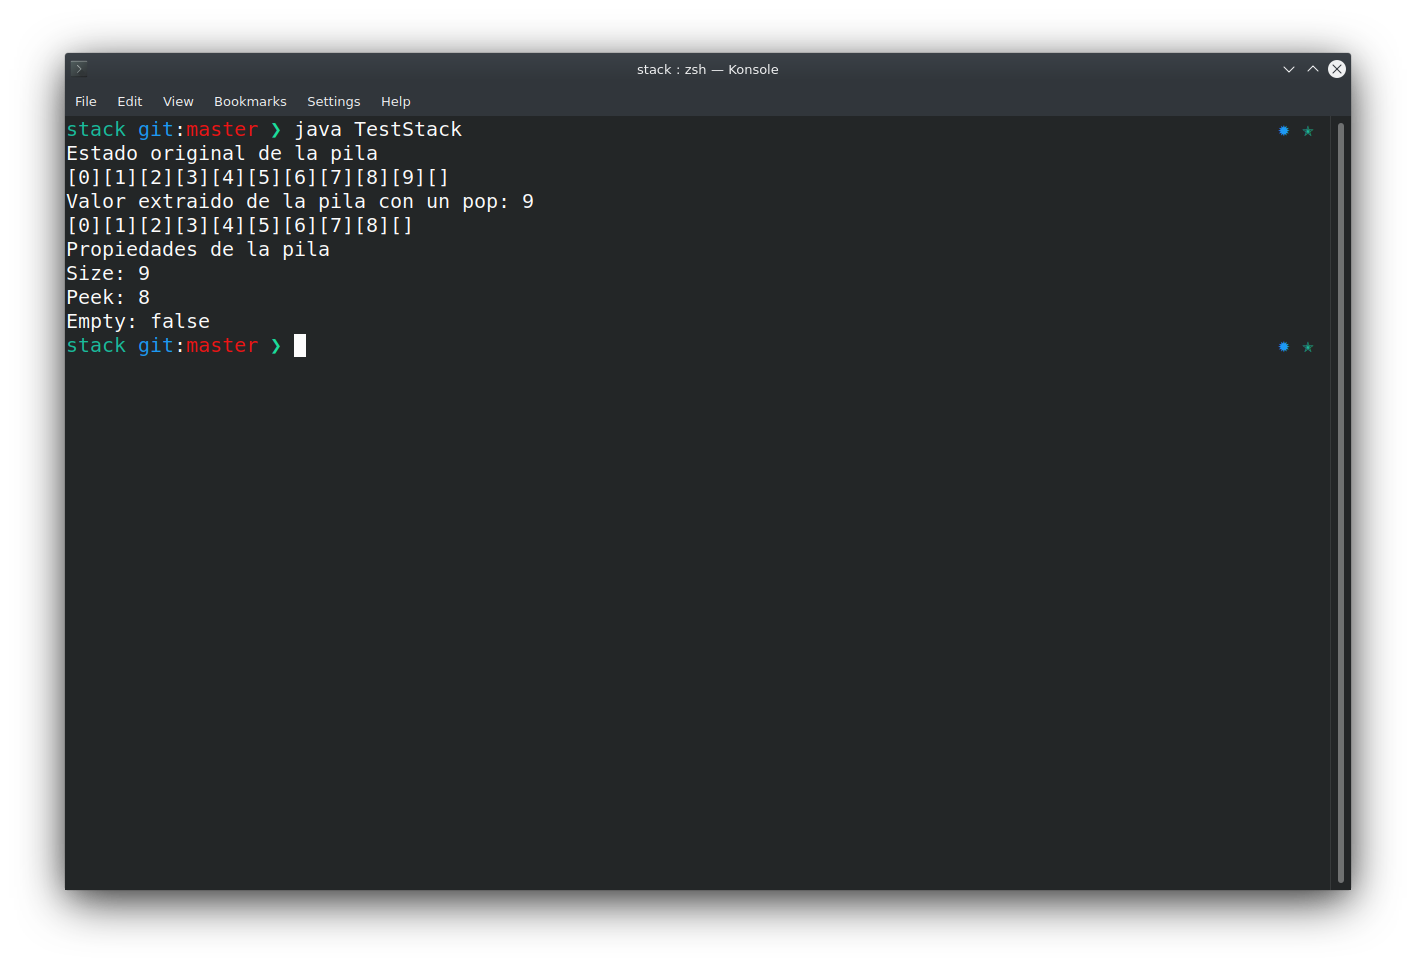 stack : zsh — Konsole
File Edit View Bookmarks Settings Help
stack git:master ❯ java TestStack
Estado original de la pila
[0][1][2][3][4][5][6][7][8][9][]
Valor extraido de la pila con un pop: 9
[0][1][2][3][4][5][6][7][8][]
Propiedades de la pila
Size: 9
Peek: 8
Empty: false
stack git:master ❯